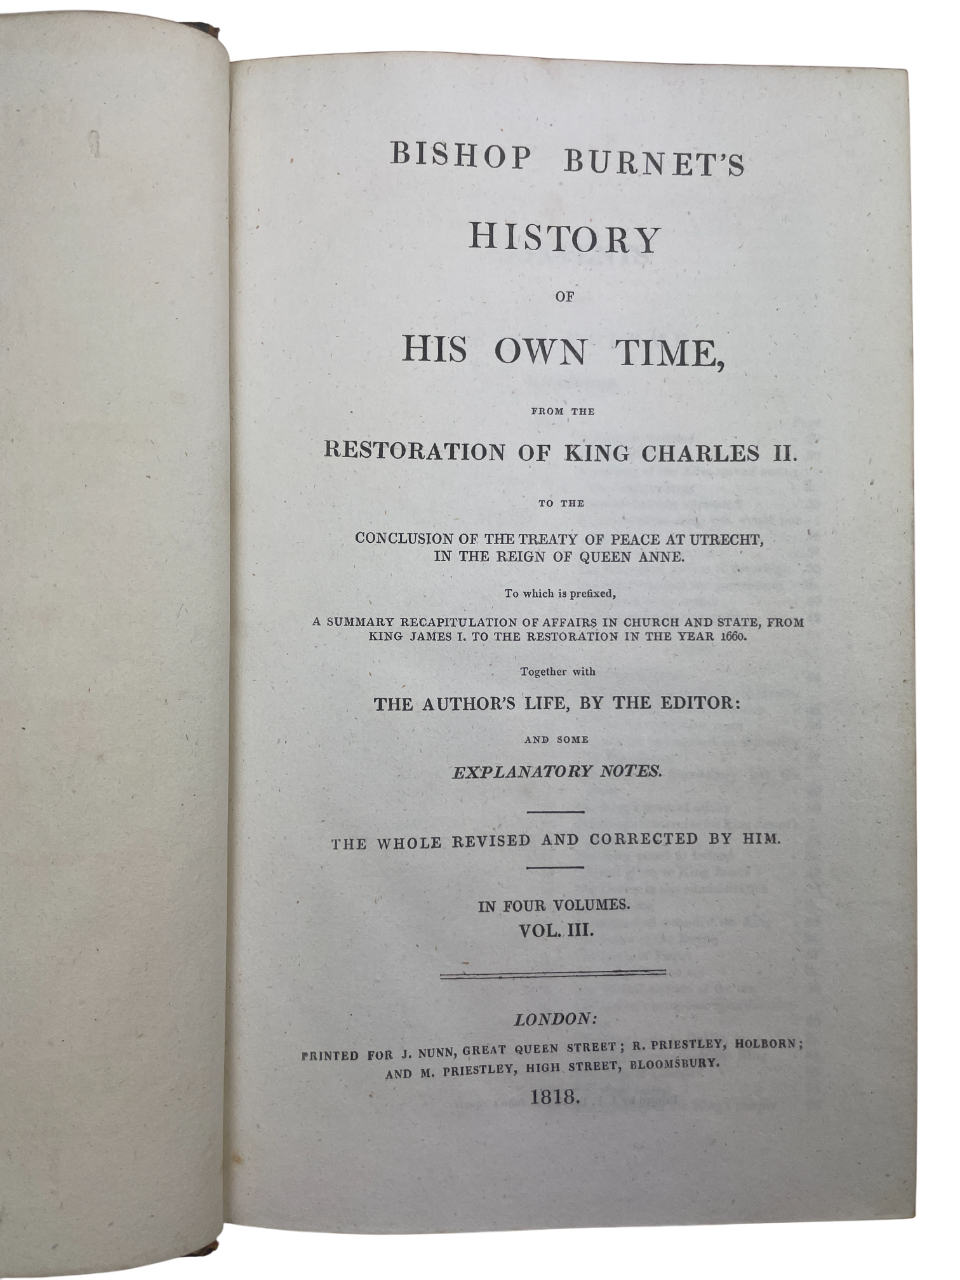 BISHOP BURNET'S
HISTORY
OF
HIS OWN TIME,
FROM THE
RESTORATION OF KING CHARLES II.
TO THE
CONCLUSION OF THE TREATY OF PEACE AT UTRECHT,
IN THE REIGN OF QUEEN ANNE.
To which is prefixed,
A SUMMARY RECAPITULATION OF AFFAIRS IN CHURCH AND STATE, FROM
KING JAMES I. TO THE RESTORATION IN THE YEAR 1660.
Together with
THE AUTHOR'S LIFE, BY THE EDITOR:
AND SOME
EXPLANATORY NOTES.
THE WHOLE REVISED AND CORRECTED BY HIM.
IN FOUR VOLUMES.
VOL. III.
LONDON:
PRINTED FOR J. NUNN, GREAT QUEEN STREET; R. PRIESTLEY, HOLBORN;
AND M. PRIESTLEY, HIGH STREET, BLOOMSBURY.
1818.